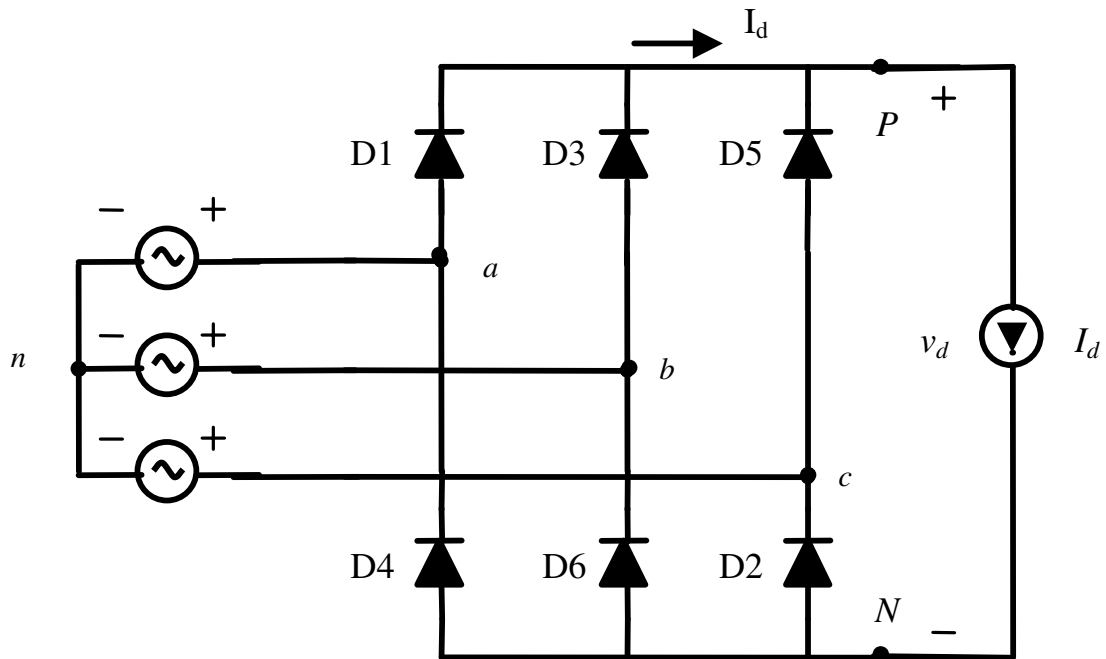 I_d
+
P
D1 D3 D5
− +
a
− +
v_d I_d
n
b
− +
c
D4 D6 D2
N
−